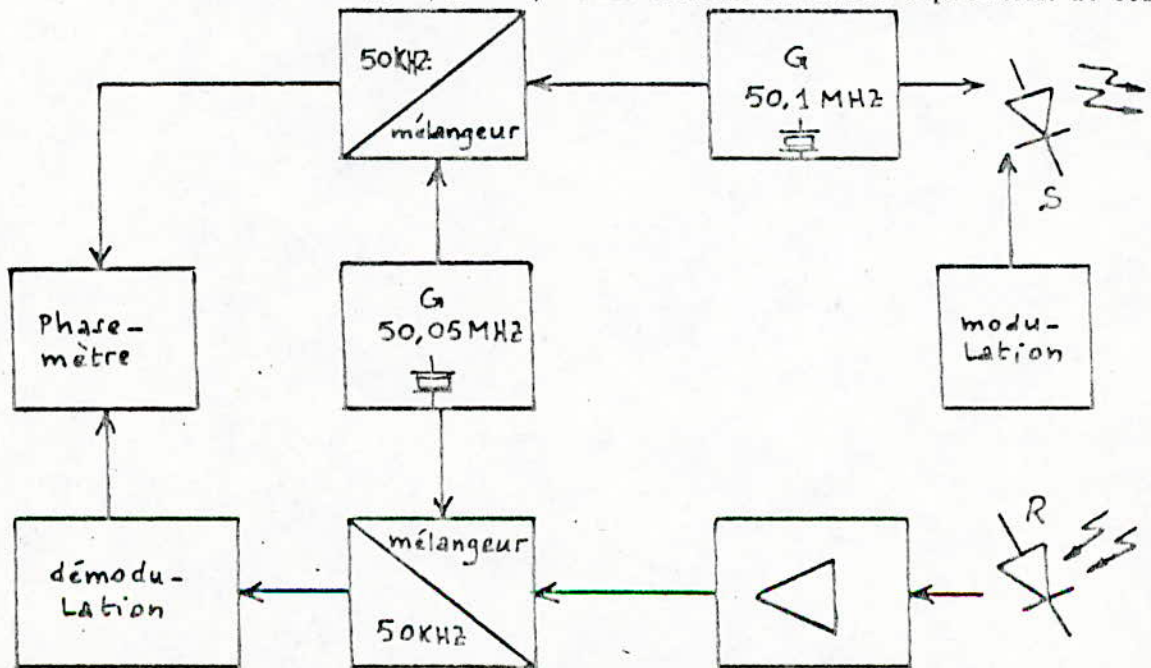 50KHZ
mélangeur
G
50,1 MHZ
S
Phase-
mètre
G
50,05MHZ
modu-
Lation
R
démodu-
Lation
mélangeur
50KHZ